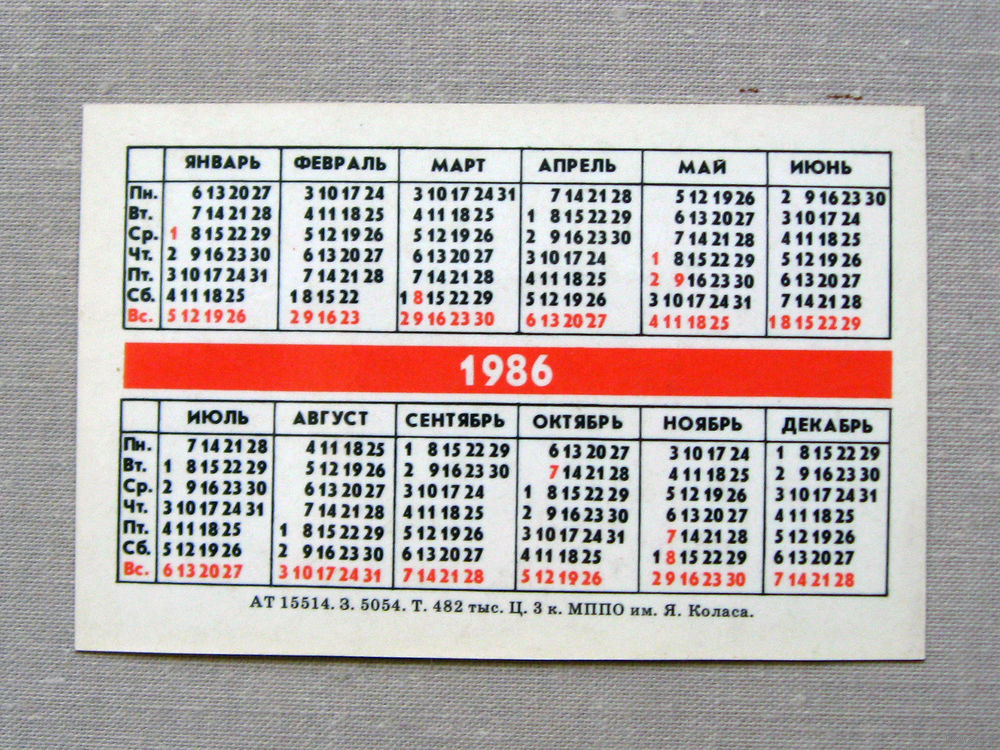 ЯНВАРЬ ФЕВРАЛЬ МАРТ АПРЕЛЬ МАЙ ИЮНЬ
Пн. 6 13 20 27 3 10 17 24 3 10 17 24 31 7 14 21 28 5 12 19 26 2 9 16 23 30
Вт. 7 14 21 28 4 11 18 25 4 11 18 25 1 8 15 22 29 6 13 20 27 3 10 17 24
Ср. 1 8 15 22 29 5 12 19 26 5 12 19 26 2 9 16 23 30 7 14 21 28 4 11 18 25
Чт. 2 9 16 23 30 6 13 20 27 6 13 20 27 3 10 17 24 1 8 15 22 29 5 12 19 26
Пт. 3 10 17 24 31 7 14 21 28 7 14 21 28 4 11 18 25 2 9 16 23 30 6 13 20 27
Сб. 4 11 18 25 1 8 15 22 1 8 15 22 29 5 12 19 26 3 10 17 24 31 7 14 21 28
Вс. 5 12 19 26 2 9 16 23 2 9 16 23 30 6 13 20 27 4 11 18 25 1 8 15 22 29
1986
ИЮЛЬ АВГУСТ СЕНТЯБРЬ ОКТЯБРЬ НОЯБРЬ ДЕКАБРЬ
Пн. 7 14 21 28 4 11 18 25 1 8 15 22 29 6 13 20 27 3 10 17 24 1 8 15 22 29
Вт. 1 8 15 22 29 5 12 19 26 2 9 16 23 30 7 14 21 28 4 11 18 25 2 9 16 23 30
Ср. 2 9 16 23 30 6 13 20 27 3 10 17 24 1 8 15 22 29 5 12 19 26 3 10 17 24 31
Чт. 3 10 17 24 31 7 14 21 28 4 11 18 25 2 9 16 23 30 6 13 20 27 4 11 18 25
Пт. 4 11 18 25 1 8 15 22 29 5 12 19 26 3 10 17 24 31 7 14 21 28 5 12 19 26
Сб. 5 12 19 26 2 9 16 23 30 6 13 20 27 4 11 18 25 1 8 15 22 29 6 13 20 27
Вс. 6 13 20 27 3 10 17 24 31 7 14 21 28 5 12 19 26 2 9 16 23 30 7 14 21 28
АТ 15514. З. 5054. Т. 482 тыс. Ц. 3 к. МППО им. Я. Коласа.